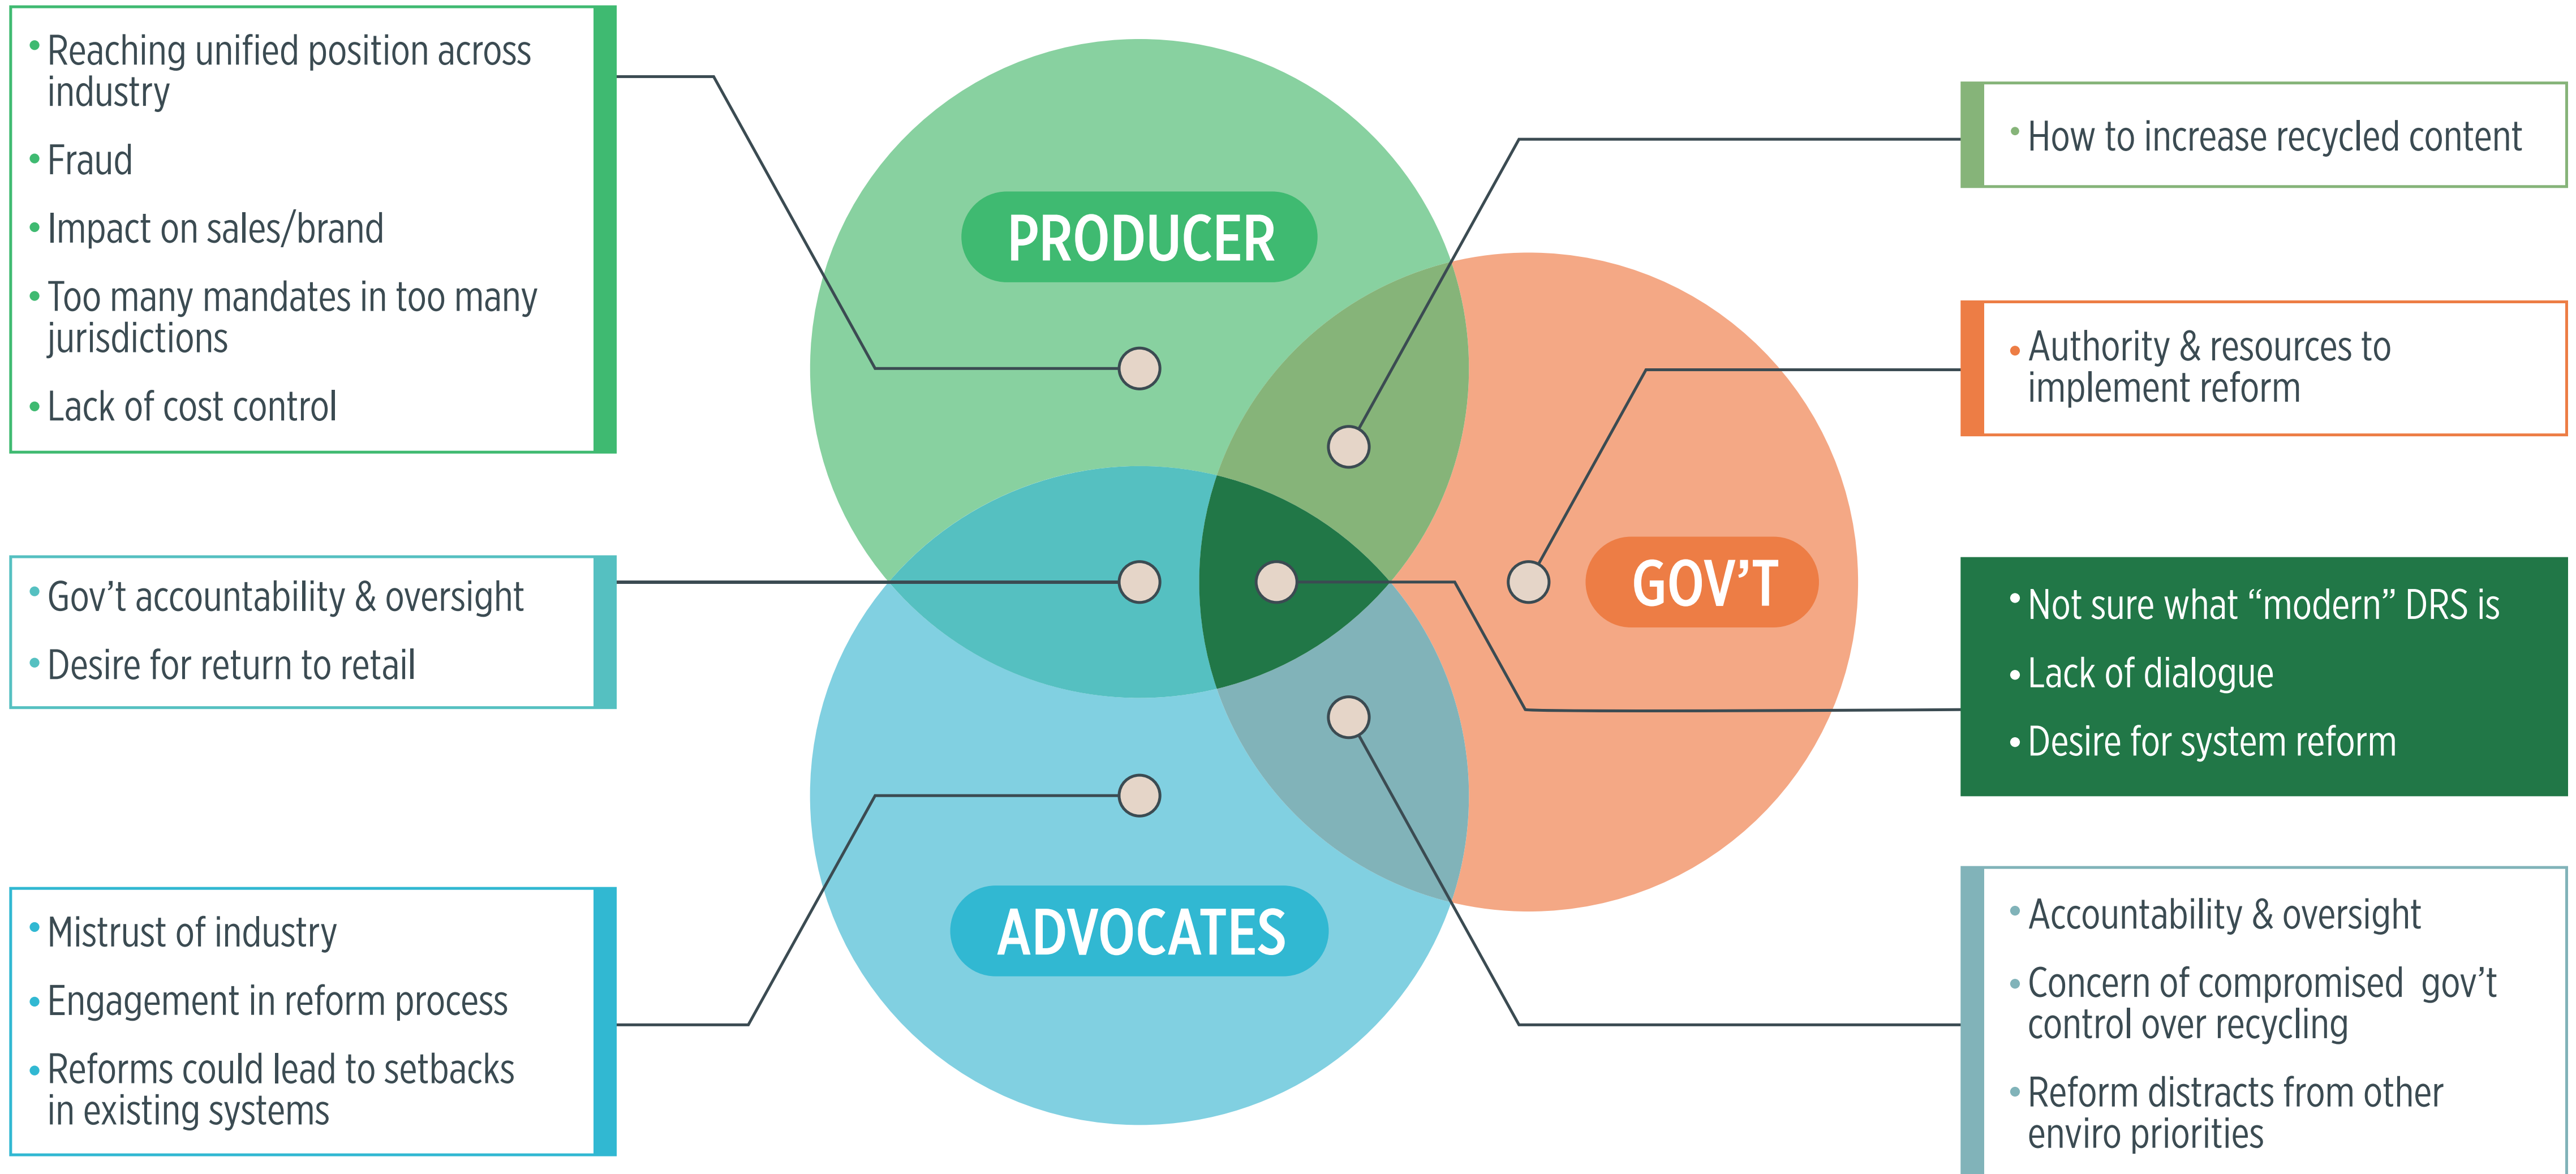 • Reaching unified position across
industry
• Fraud
• Impact on sales/brand
• Too many mandates in too many
jurisdictions
• Lack of cost control
• Gov’t accountability & oversight
• Desire for return to retail
• Mistrust of industry
• Engagement in reform process
• Reforms could lead to setbacks
in existing systems
PRODUCER
GOV’T
ADVOCATES
• How to increase recycled content
• Authority & resources to
implement reform
• Not sure what “modern” DRS is
• Lack of dialogue
• Desire for system reform
• Accountability & oversight
• Concern of compromised gov’t
control over recycling
• Reform distracts from other
enviro priorities